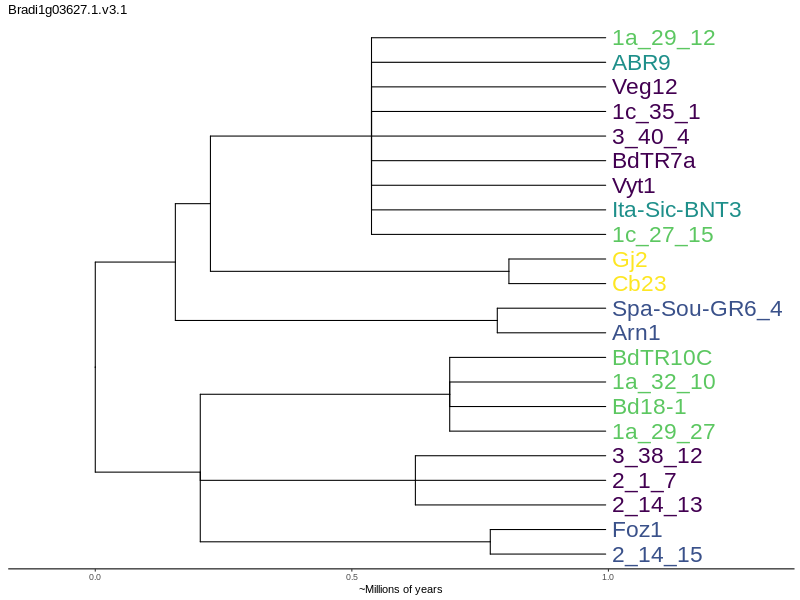 Bradi1g03627.1.v3.1
1a_29_12
ABR9
Veg12
1c_35_1
3_40_4
BdTR7a
Vyt1
Ita-Sic-BNT3
1c_27_15
Gj2
Cb23
Spa-Sou-GR6_4
Arn1
BdTR10C
1a_32_10
Bd18-1
1a_29_27
3_38_12
2_1_7
2_14_13
Foz1
2_14_15
0.0 0.5 1.0
~Millions of years